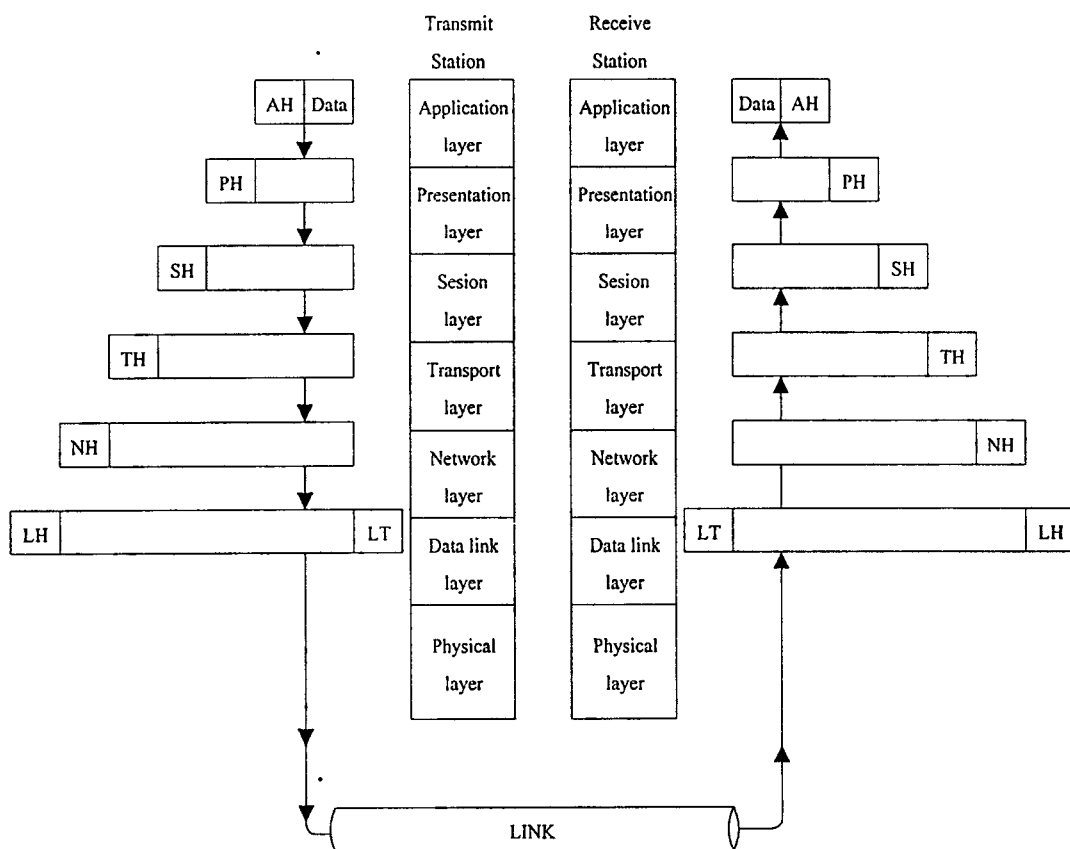 Transmit
Station
Receive
Station
AH Data
Application
layer
Application
layer
Data AH
PH
Presentation
layer
Presentation
layer
PH
SH
Sesion
layer
Sesion
layer
SH
TH
Transport
layer
Transport
layer
TH
NH
Network
layer
Network
layer
NH
LH
LT
Data link
layer
Data link
layer
LT
LH
Physical
layer
Physical
layer
LINK